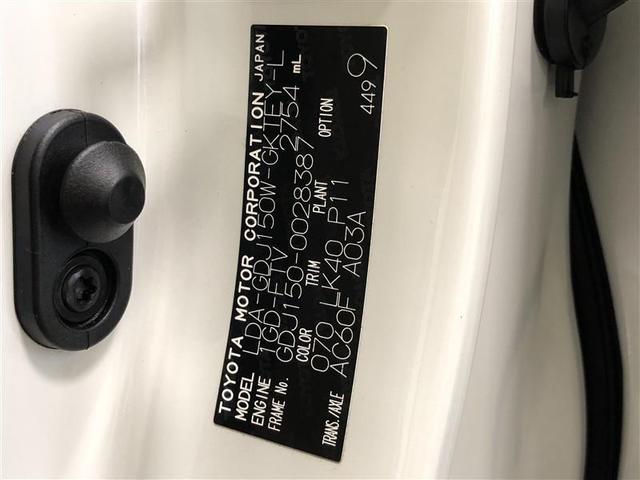 TOYOTA MOTOR CORPORATION JAPAN
MODEL LDA-GDJ150W-GKTEY-L
ENGINE 1GD-FTV 2754 mL
FRAME No. GDJ150-0028387
COLOR TRIM PLANT OPTION
070 LK40 P11 4499
TRANS./AXLE AC60F A03A